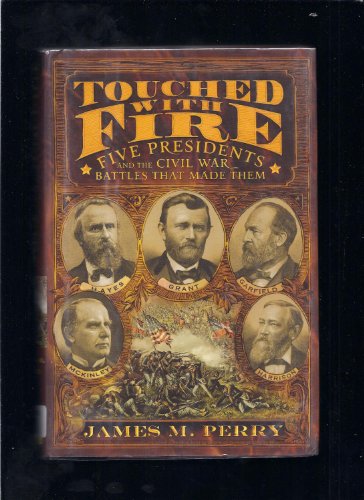 TOUCHED
WITH
FIRE
FIVE PRESIDENTS
AND THE CIVIL WAR
BATTLES THAT MADE THEM
HAYES
GRANT
GARFIELD
MCKINLEY
HARRISON
JAMES M. PERRY